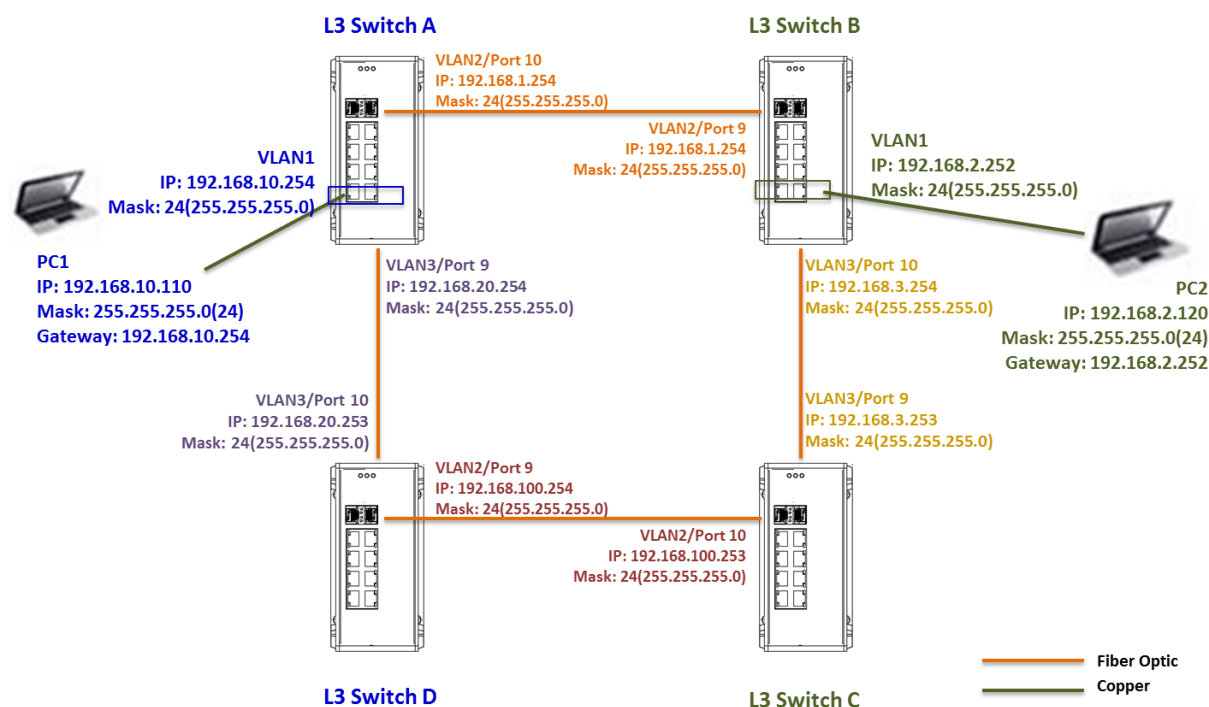 L3 Switch A
L3 Switch B
VLAN2/Port 10
IP: 192.168.1.254
Mask: 24(255.255.255.0)
VLAN2/Port 9
IP: 192.168.1.254
Mask: 24(255.255.255.0)
VLAN1
IP: 192.168.2.252
Mask: 24(255.255.255.0)
VLAN1
IP: 192.168.10.254
Mask: 24(255.255.255.0)
PC1
IP: 192.168.10.110
Mask: 255.255.255.0(24)
Gateway: 192.168.10.254
VLAN3/Port 9
IP: 192.168.20.254
Mask: 24(255.255.255.0)
VLAN3/Port 10
IP: 192.168.3.254
Mask: 24(255.255.255.0)
PC2
IP: 192.168.2.120
Mask: 255.255.255.0(24)
Gateway: 192.168.2.252
VLAN3/Port 10
IP: 192.168.20.253
Mask: 24(255.255.255.0)
VLAN3/Port 9
IP: 192.168.3.253
Mask: 24(255.255.255.0)
VLAN2/Port 9
IP: 192.168.100.254
Mask: 24(255.255.255.0)
VLAN2/Port 10
IP: 192.168.100.253
Mask: 24(255.255.255.0)
Fiber Optic
Copper
L3 Switch D
L3 Switch C